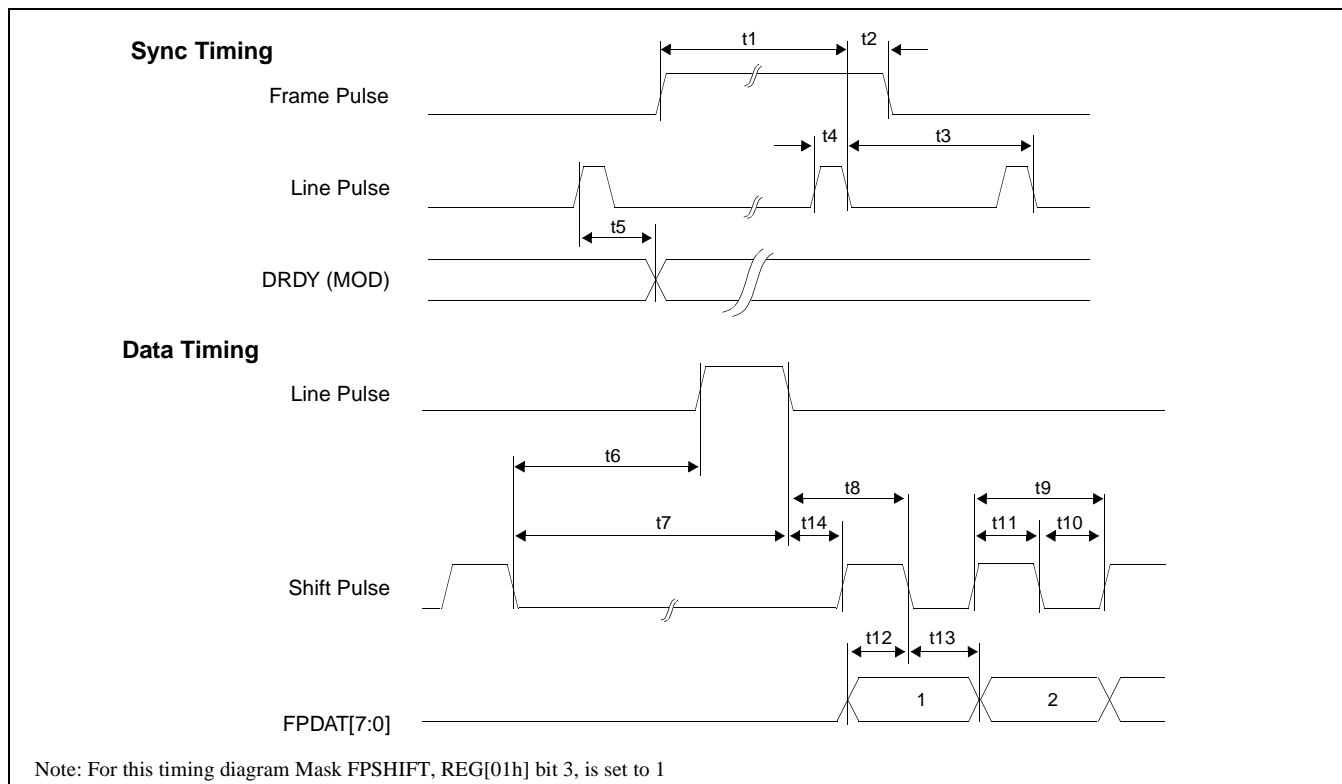 Sync Timing
t1
t2
Frame Pulse
t4
t3
Line Pulse
t5
DRDY (MOD)
Data Timing
Line Pulse
t6
t8
t9
t7
t14
t11
t10
Shift Pulse
t12
t13
1
2
FPDAT[7:0]
Note: For this timing diagram Mask FPSHIFT, REG[01h] bit 3, is set to 1